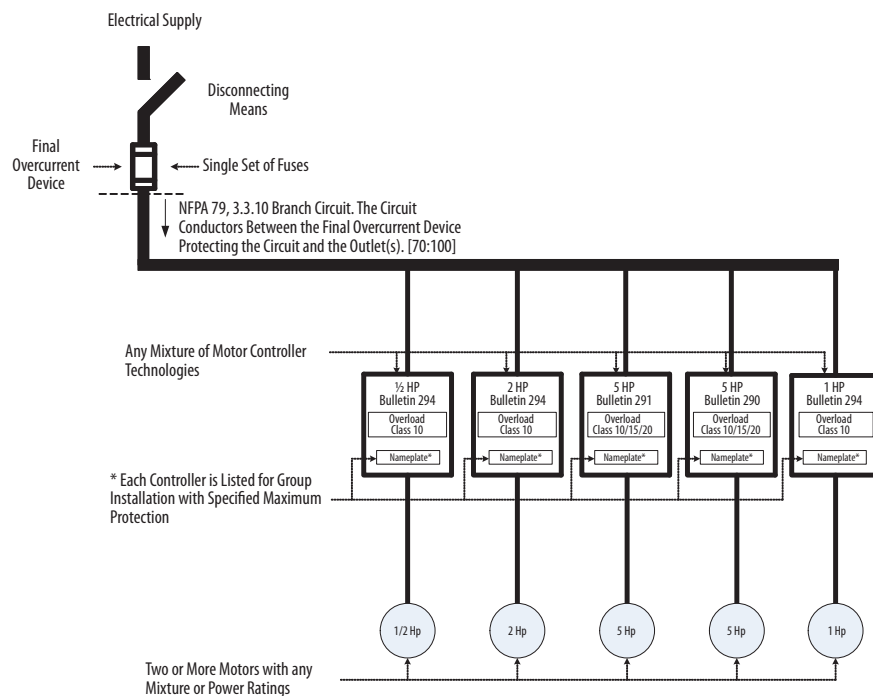 Electrical Supply
Disconnecting
Means
Final
Overcurrent
Device
Single Set of Fuses
NFPA 79, 3.3.10 Branch Circuit. The Circuit
Conductors Between the Final Overcurrent Device
Protecting the Circuit and the Outlet(s). [70:100]
Any Mixture of Motor Controller
Technologies
½ HP
Bulletin 294
Overload
Class 10
Nameplate*
2 HP
Bulletin 294
Overload
Class 10
Nameplate*
5 HP
Bulletin 291
Overload
Class 10/15/20
Nameplate*
5 HP
Bulletin 290
Overload
Class 10/15/20
Nameplate*
1 HP
Bulletin 294
Overload
Class 10
Nameplate*
* Each Controller is Listed for Group
Installation with Specified Maximum
Protection
1/2 Hp
2 Hp
5 Hp
5 Hp
1 Hp
Two or More Motors with any
Mixture or Power Ratings